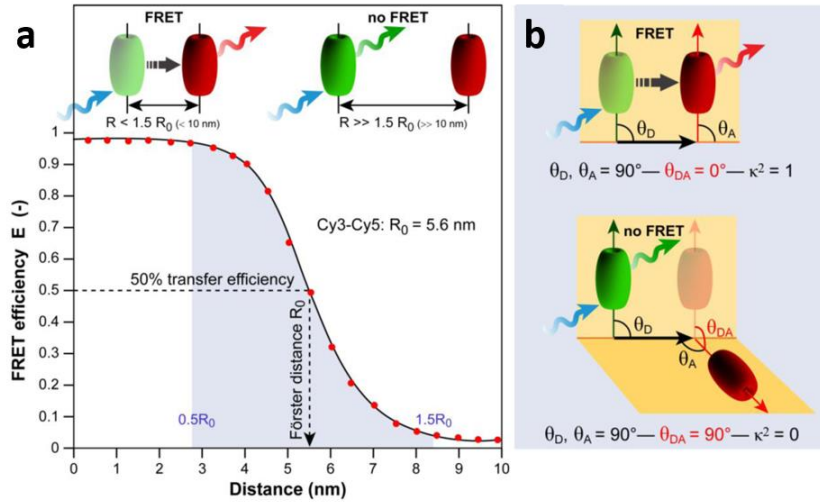 a
FRET
no FRET
R < 1.5 R0 (< 10 nm)
R >> 1.5 R0 (>> 10 nm)
1
0.9
0.8
0.7
0.6
0.5
0.4
0.3
0.2
0.1
0
FRET efficiency E (-)
Cy3-Cy5: R0 = 5.6 nm
50% transfer efficiency
Förster distance R0
0.5R0
1.5R0
0 1 2 3 4 5 6 7 8 9 10
Distance (nm)
b
FRET
θD
θA
θD, θA = 90°— θDA = 0°— κ² = 1
no FRET
θD
θDA
θA
θD, θA = 90°— θDA = 90°— κ² = 0